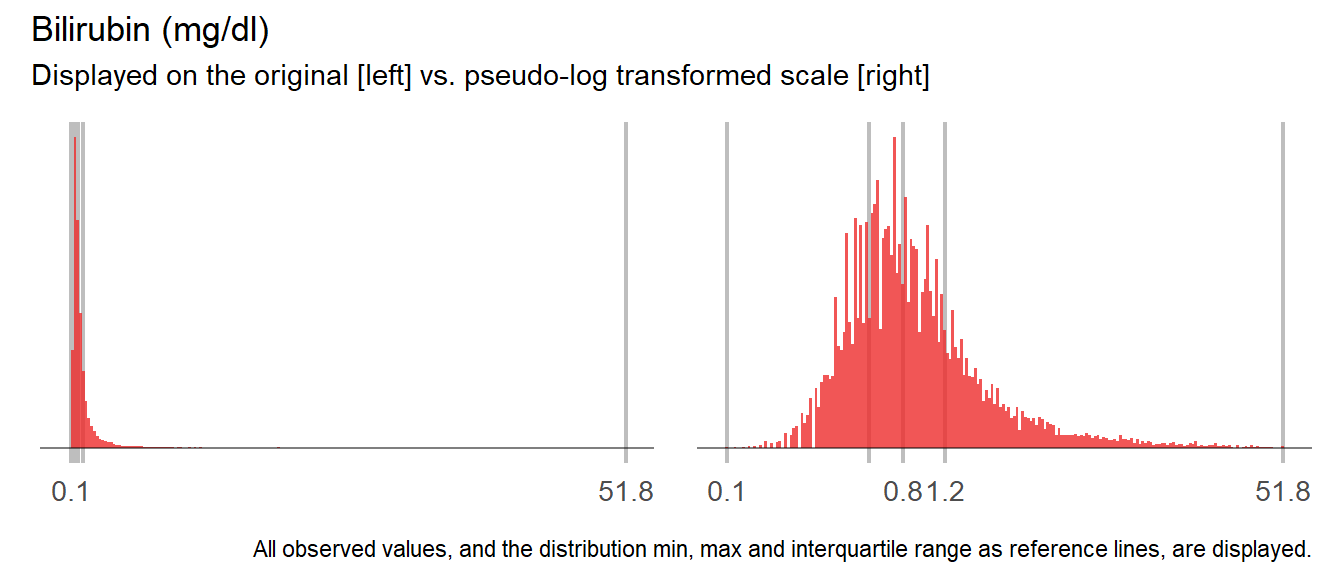 Bilirubin (mg/dl)
Displayed on the original [left] vs. pseudo-log transformed scale [right]
0.1 51.8 0.1 0.81.2 51.8
All observed values, and the distribution min, max and interquartile range as reference lines, are displayed.